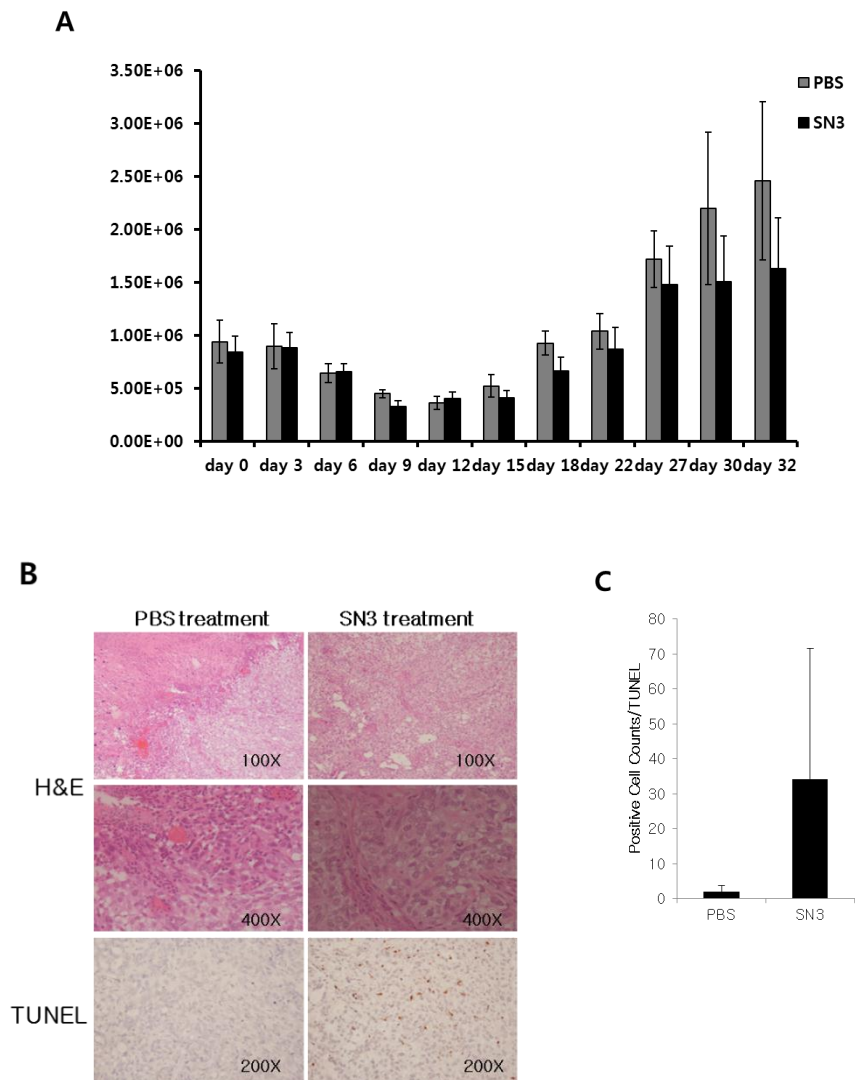 A
3.50E+06
3.00E+06
2.50E+06
2.00E+06
1.50E+06
1.00E+06
5.00E+05
0.00E+00
PBS
SN3
day 0 day 3 day 6 day 9 day 12 day 15 day 18 day 22 day 27 day 30 day 32
B
PBS treatment SN3 treatment
H&E
100X 100X
400X 400X
TUNEL
200X 200X
C
Positive Cell Counts/TUNEL
80
70
60
50
40
30
20
10
0
PBS SN3